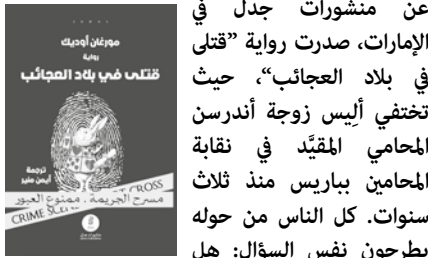 عن منشورات جدل في
الإمارات، صدرت رواية ”قتلى
في بلاد العجائب“، حيث
تختفي أليس زوجة أندرسن
المحامي المقيَّد في نقابة
المحامين بباريس منذ ثلاث
سنوات. كل الناس من حوله
يطرحون نفس السؤال: هل
مورغان أوديك
رواية
قتلى في بلاد العجائب
ترجمة
أيمن منير
CROSS
مسرح الجريمة . ممنوع العبور
CRIME SCENE